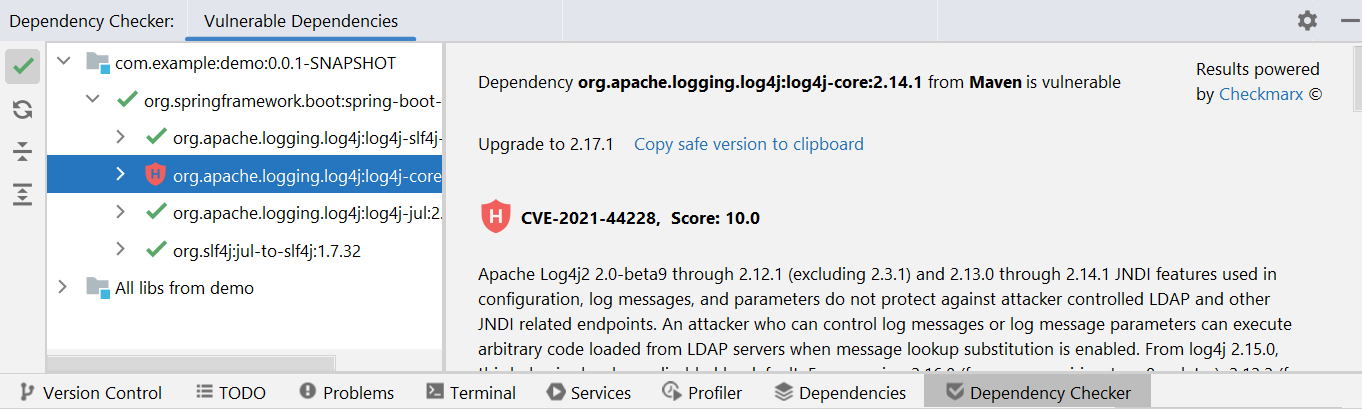 Dependency Checker:
Vulnerable Dependencies
com.example:demo:0.0.1-SNAPSHOT
org.springframework.boot:spring-boot-
org.apache.logging.log4j:log4j-slf4j-
org.apache.logging.log4j:log4j-core
org.apache.logging.log4j:log4j-jul:2.
org.slf4j:jul-to-slf4j:1.7.32
All libs from demo
Dependency org.apache.logging.log4j:log4j-core:2.14.1 from Maven is vulnerable
Results powered
by Checkmarx ©
Upgrade to 2.17.1 Copy safe version to clipboard
CVE-2021-44228, Score: 10.0
Apache Log4j2 2.0-beta9 through 2.12.1 (excluding 2.3.1) and 2.13.0 through 2.14.1 JNDI features used in
configuration, log messages, and parameters do not protect against attacker controlled LDAP and other
JNDI related endpoints. An attacker who can control log messages or log message parameters can execute
arbitrary code loaded from LDAP servers when message lookup substitution is enabled. From log4j 2.15.0,
Version Control
TODO
Problems
Terminal
Services
Profiler
Dependencies
Dependency Checker